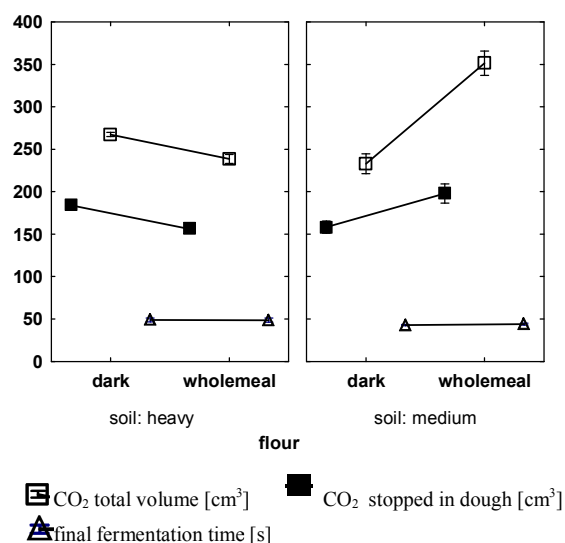 400
350
300
250
200
150
100
50
0
dark wholemeal dark wholemeal
soil: heavy soil: medium
flour
CO₂ total volume [cm³] CO₂ stopped in dough [cm³]
final fermentation time [s]